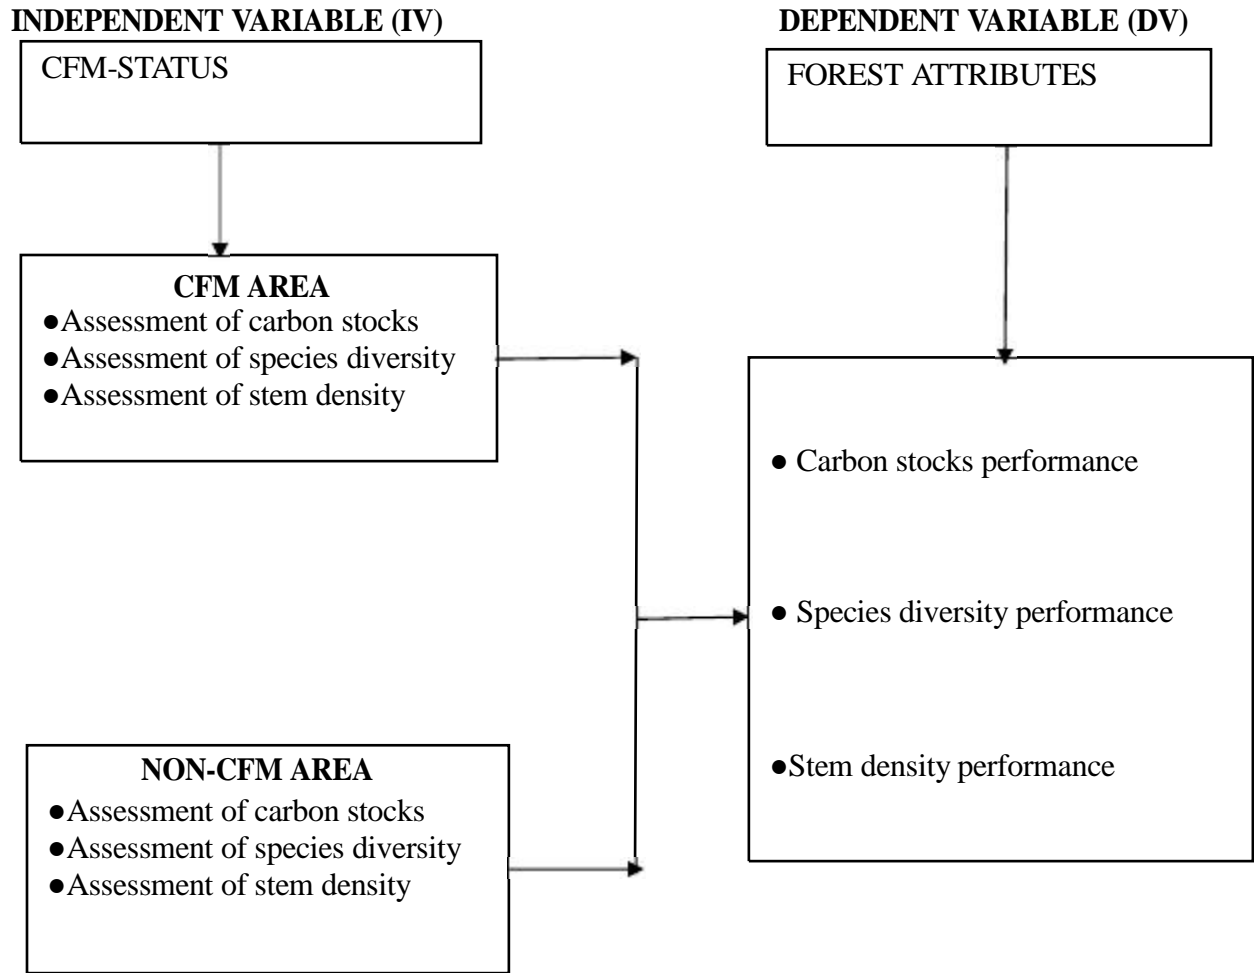 INDEPENDENT VARIABLE (IV)
CFM-STATUS
CFM AREA
●Assessment of carbon stocks
●Assessment of species diversity
●Assessment of stem density
NON-CFM AREA
●Assessment of carbon stocks
●Assessment of species diversity
●Assessment of stem density
DEPENDENT VARIABLE (DV)
FOREST ATTRIBUTES
● Carbon stocks performance
● Species diversity performance
●Stem density performance